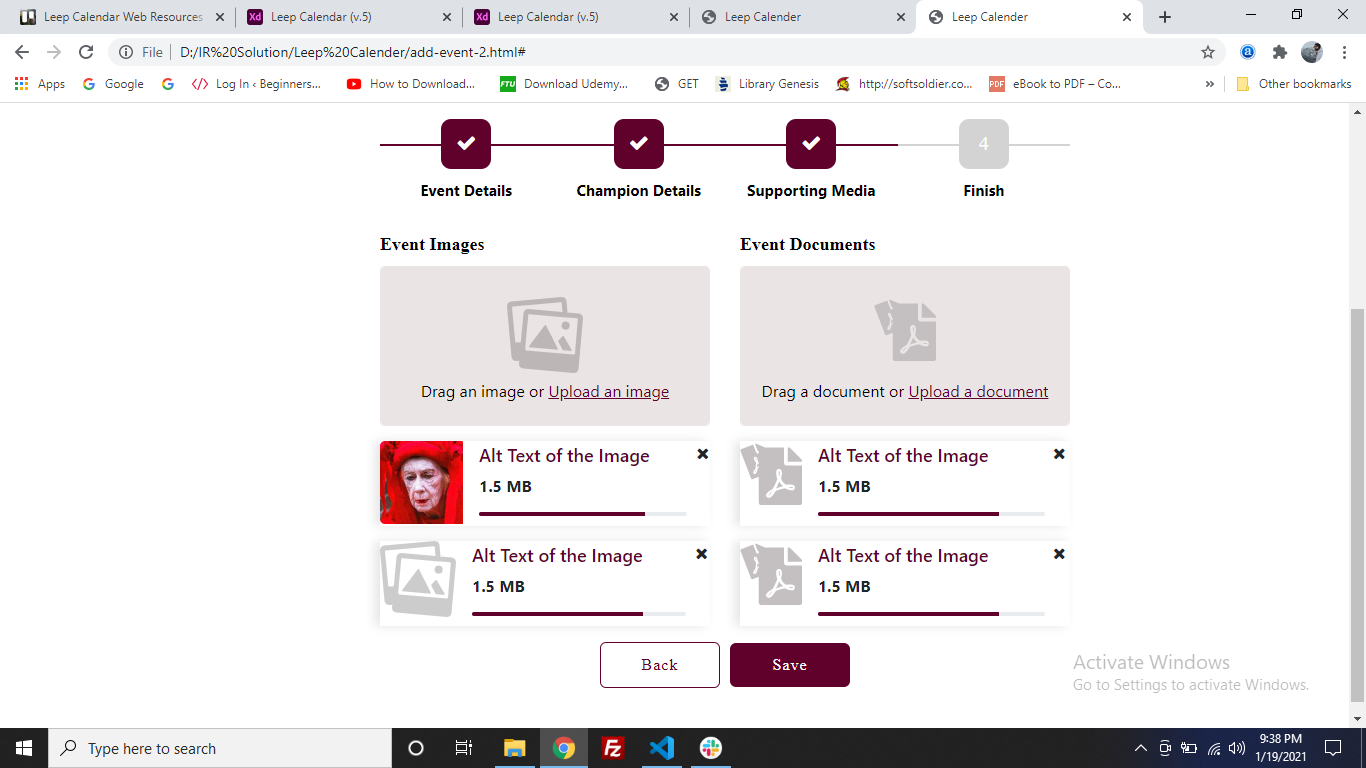 Leep Calendar Web Resources
Leep Calendar (v.5)
Leep Calendar (v.5)
Leep Calender
Leep Calender
File
D:/IR%20Solution/Leep%20Calender/add-event-2.html#
Apps
Google
Log In ‹ Beginners...
How to Download...
FTU
Download Udemy...
GET
Library Genesis
http://softsoldier.co...
PDF
eBook to PDF – Co...
»
Other bookmarks
4
Event Details
Champion Details
Supporting Media
Finish
Event Images
Event Documents
Drag an image or Upload an image
Drag a document or Upload a document
Alt Text of the Image
1.5 MB
Alt Text of the Image
1.5 MB
Alt Text of the Image
1.5 MB
Alt Text of the Image
1.5 MB
Back
Save
Activate Windows
Go to Settings to activate Windows.
Type here to search
9:38 PM
1/19/2021